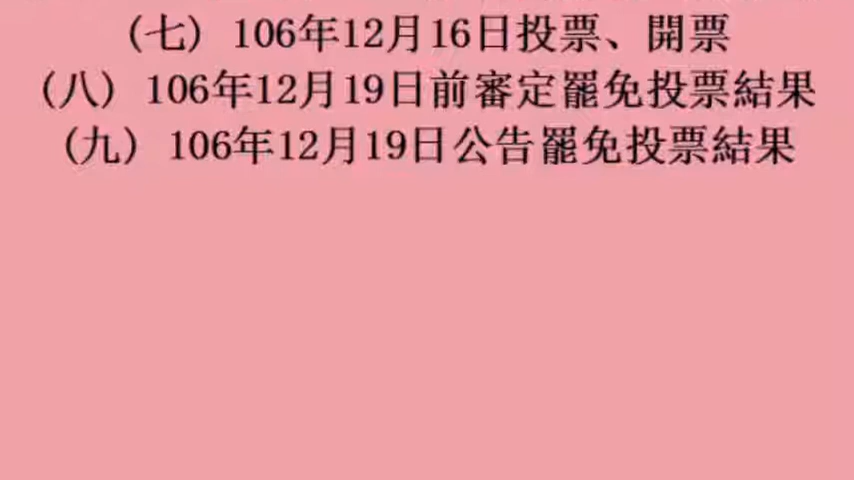 (七) 106年12月16日投票、開票
(八) 106年12月19日前審定罷免投票結果
(九) 106年12月19日公告罷免投票結果